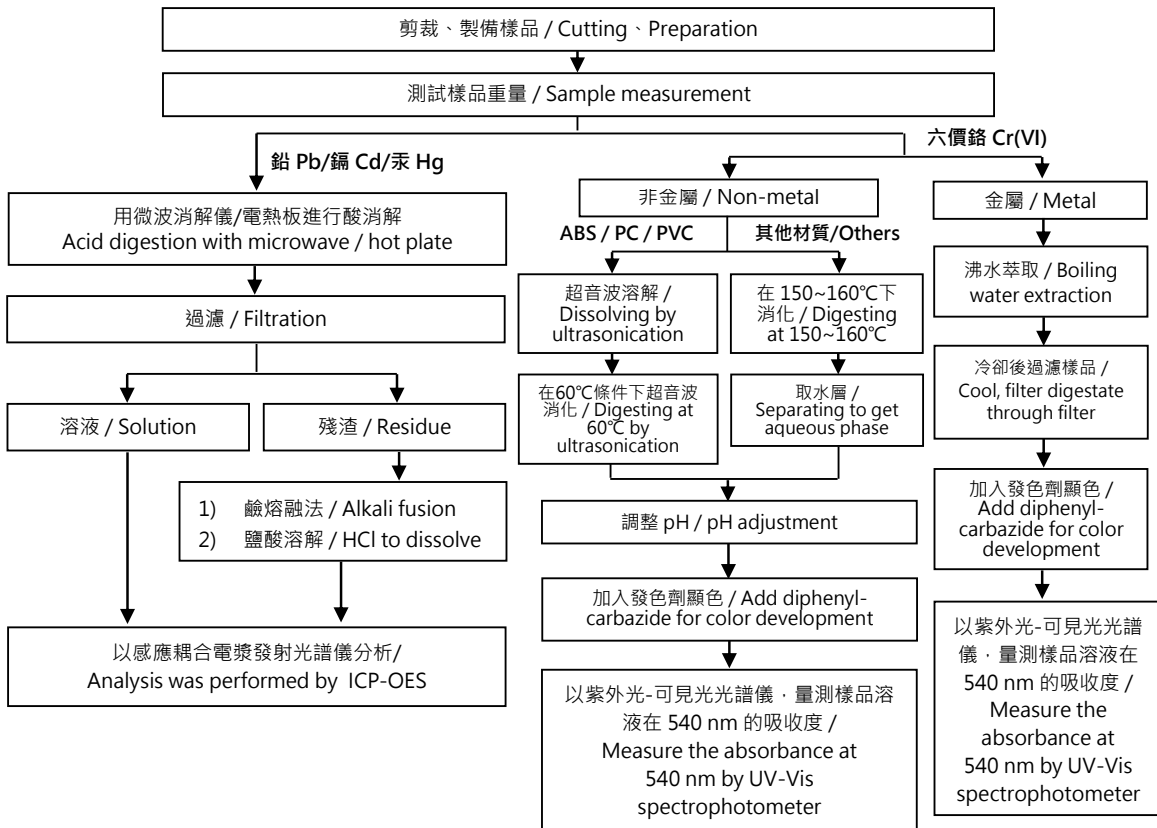 剪裁、製備樣品 / Cutting、Preparation
測試樣品重量 / Sample measurement
鉛 Pb/鎘 Cd/汞 Hg
六價鉻 Cr(VI)
用微波消解儀/電熱板進行酸消解
Acid digestion with microwave / hot plate
過濾 / Filtration
溶液 / Solution
殘渣 / Residue
1) 鹼熔融法 / Alkali fusion
2) 鹽酸溶解 / HCl to dissolve
以感應耦合電漿發射光譜儀分析/
Analysis was performed by ICP-OES
非金屬 / Non-metal
ABS / PC / PVC
其他材質/Others
超音波溶解 /
Dissolving by
ultrasonication
在60℃條件下超音波
消化 / Digesting at
60℃ by
ultrasonication
在 150~160℃下
消化 / Digesting
at 150~160℃
取水層 /
Separating to get
aqueous phase
調整 pH / pH adjustment
加入發色劑顯色 / Add diphenyl-
carbazide for color development
以紫外光-可見光光譜儀，量測樣品溶
液在 540 nm 的吸收度 /
Measure the absorbance at
540 nm by UV-Vis
spectrophotometer
金屬 / Metal
沸水萃取 / Boiling
water extraction
冷卻後過濾樣品 /
Cool, filter digestate
through filter
加入發色劑顯色 /
Add diphenyl-
carbazide for color
development
以紫外光-可見光光譜
儀，量測樣品溶液在
540 nm 的吸收度 /
Measure the
absorbance at
540 nm by UV-Vis
spectrophotometer